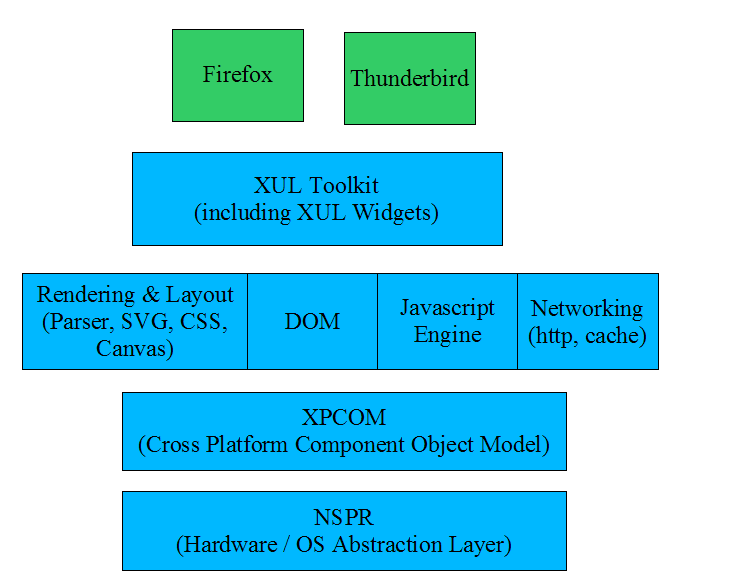 Firefox
Thunderbird
XUL Toolkit
(including XUL Widgets)
Rendering & Layout
(Parser, SVG, CSS,
Canvas)
DOM
Javascript
Engine
Networking
(http, cache)
XPCOM
(Cross Platform Component Object Model)
NSPR
(Hardware / OS Abstraction Layer)